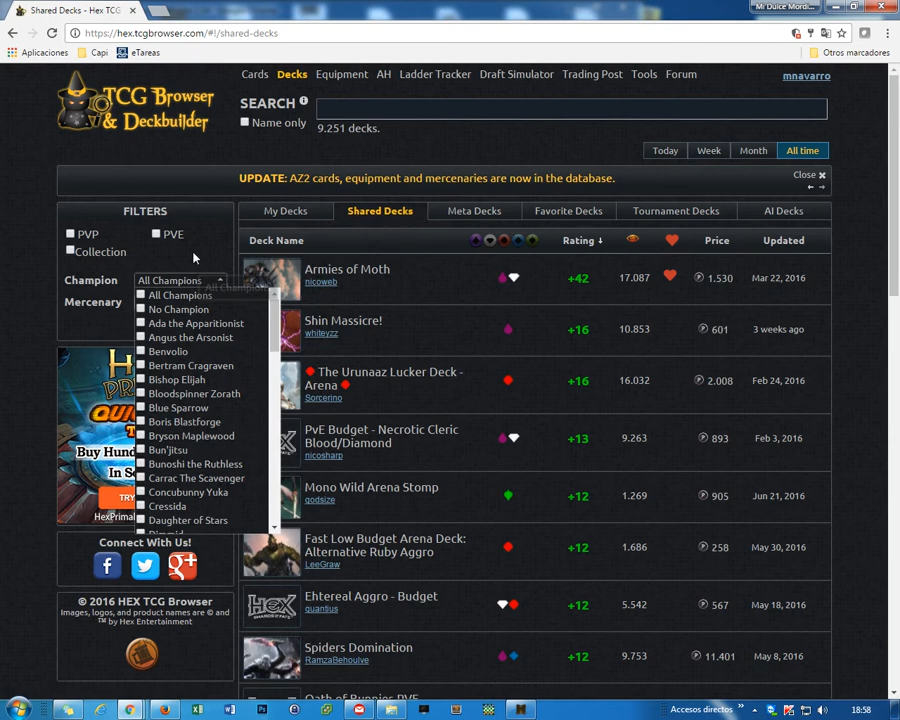 Shared Decks - Hex TCG
Mi Dulce Mordi...
https://hex.tcgbrowser.com/#!/shared-decks
Aplicaciones Capi eTareas Otros marcadores
TCG Browser
& Deckbuilder
Cards Decks Equipment AH Ladder Tracker Draft Simulator Trading Post Tools Forum
mnavarro
SEARCH
Name only
9.251 decks.
Today Week Month All time
UPDATE: AZ2 cards, equipment and mercenaries are now in the database.
Close
FILTERS
PVP PVE
Collection
Champion All Champions
Mercenary
All Champions
No Champion
Ada the Apparitionist
Angus the Arsonist
Benvolio
Bertram Cragraven
Bishop Elijah
Bloodspinner Zorath
Blue Sparrow
Boris Blastforge
Bryson Maplewood
Bun'jitsu
Bunoshi the Ruthless
Carrac The Scavenger
Concubunny Yuka
Cressida
Daughter of Stars
My Decks Shared Decks Meta Decks Favorite Decks Tournament Decks AI Decks
Deck Name Rating ↓ Price Updated
Armies of Moth
nicoweb
+42 17.087 1.530 Mar 22, 2016
Shin Massicre!
whiteyzz
+16 10.853 601 3 weeks ago
The Urunaaz Lucker Deck -
Arena
Sorcerino
+16 16.032 2.008 Feb 24, 2016
PvE Budget - Necrotic Cleric
Blood/Diamond
nicosharp
+13 9.263 893 Feb 3, 2016
Mono Wild Arena Stomp
godsize
+12 1.269 905 Jun 21, 2016
Fast Low Budget Arena Deck:
Alternative Ruby Aggro
LeeGraw
+12 1.686 258 May 30, 2016
Ehtereal Aggro - Budget
quantius
+12 5.542 567 May 18, 2016
Spiders Domination
RamzaBehoulve
+12 9.753 11.401 May 8, 2016
Oath of Bunnies PVE
Buy Hund
In S
TRY
HexPrimal
Connect With Us!
© 2016 HEX TCG Browser
Images, logos, and product names are © and
™ by Hex Entertainment
HEX
Accesos directos » 18:58